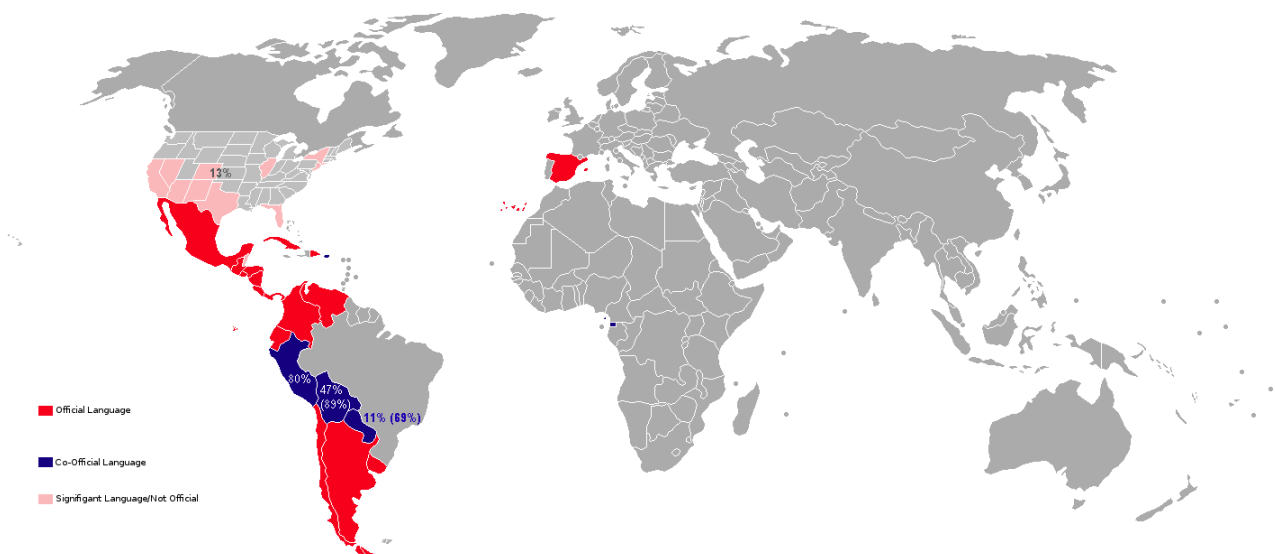 13%
80%
47%
(89%)
11% (69%)
Official Language
Co-Official Language
Signifigant Language/Not Official